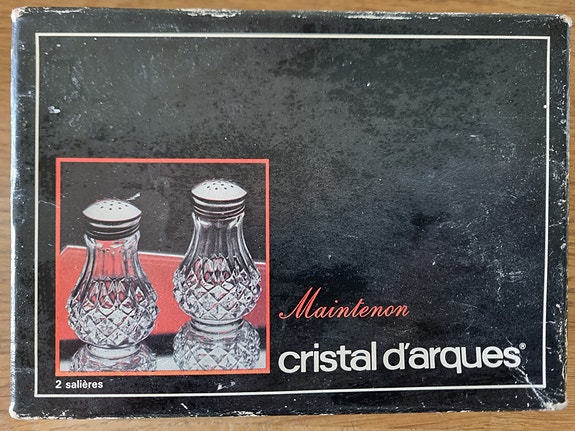 Maintenon
cristal d'arques®
2 salières